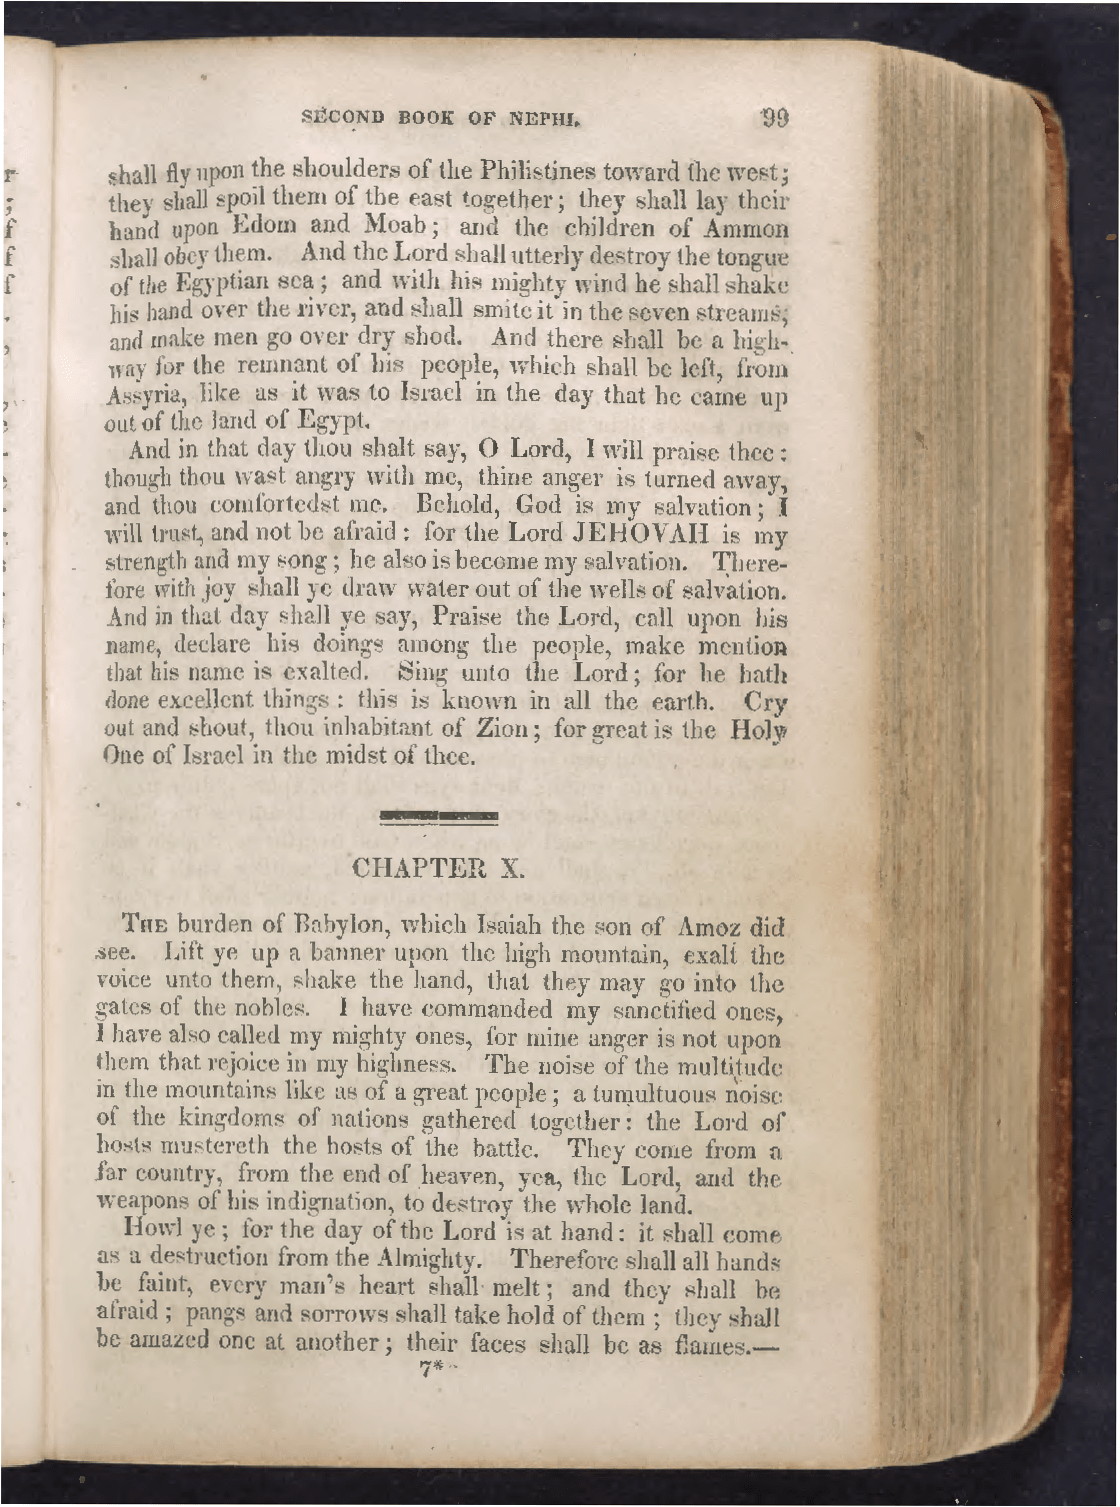 SECOND BOOK OF NEPHI. 99
shall fly upon the shoulders of the Philistines toward the west;
they shall spoil them of the east together; they shall lay their
hand upon Edom and Moab; and the children of Ammon
shall obey them. And the Lord shall utterly destroy the tongue
of the Egyptian sea; and with his mighty wind he shall shake
his hand over the river, and shall smite it in the seven streams,
and make men go over dry shod. And there shall be a high-
way for the remnant of his people, which shall be left, from
Assyria, like as it was to Israel in the day that he came up
out of the land of Egypt.
And in that day thou shalt say, O Lord, I will praise thee:
though thou wast angry with me, thine anger is turned away,
and thou comfortedst me. Behold, God is my salvation; I
will trust, and not be afraid: for the Lord JEHOVAH is my
strength and my song; he also is become my salvation. There-
fore with joy shall ye draw water out of the wells of salvation.
And in that day shall ye say, Praise the Lord, call upon his
name, declare his doings among the people, make mention
that his name is exalted. Sing unto the Lord; for he hath
done excellent things: this is known in all the earth. Cry
out and shout, thou inhabitant of Zion; for great is the Holy
One of Israel in the midst of thee.
CHAPTER X.
THE burden of Babylon, which Isaiah the son of Amoz did
see. Lift ye up a banner upon the high mountain, exalt the
voice unto them, shake the hand, that they may go into the
gates of the nobles. I have commanded my sanctified ones,
I have also called my mighty ones, for mine anger is not upon
them that rejoice in my highness. The noise of the multitude
in the mountains like as of a great people; a tumultuous noise
of the kingdoms of nations gathered together: the Lord of
hosts mustereth the hosts of the battle. They come from a
far country, from the end of heaven, yea, the Lord, and the
weapons of his indignation, to destroy the whole land.
Howl ye; for the day of the Lord is at hand: it shall come
as a destruction from the Almighty. Therefore shall all hands
be faint, every man's heart shall melt; and they shall be
afraid; pangs and sorrows shall take hold of them; they shall
be amazed one at another; their faces shall be as flames.—
7*